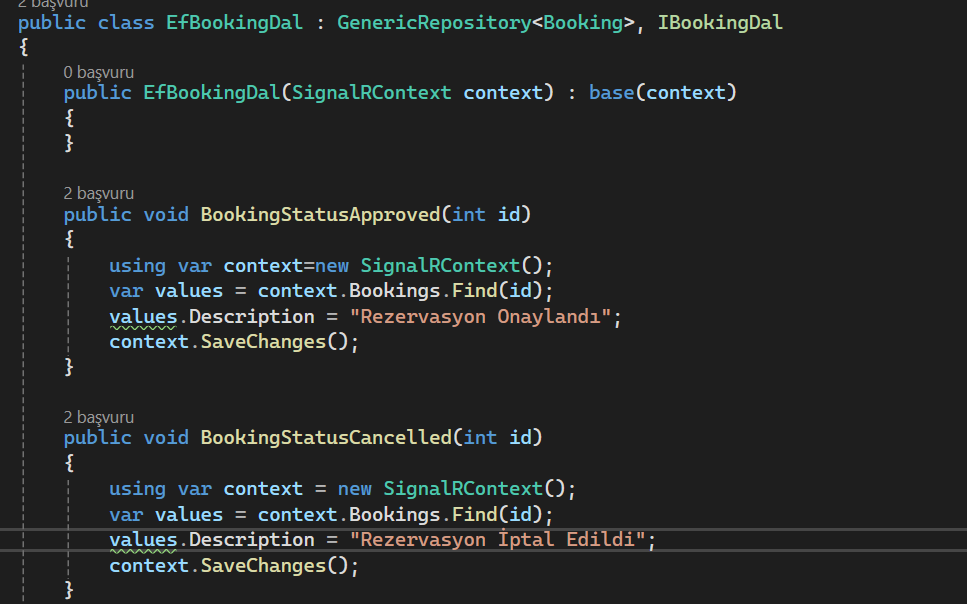 2 başvuru
public class EfBookingDal : GenericRepository<Booking>, IBookingDal
{
0 başvuru
public EfBookingDal(SignalRContext context) : base(context)
{
}
2 başvuru
public void BookingStatusApproved(int id)
{
using var context=new SignalRContext();
var values = context.Bookings.Find(id);
values.Description = "Rezervasyon Onaylandı";
context.SaveChanges();
}
2 başvuru
public void BookingStatusCancelled(int id)
{
using var context = new SignalRContext();
var values = context.Bookings.Find(id);
values.Description = "Rezervasyon İptal Edildi";
context.SaveChanges();
}